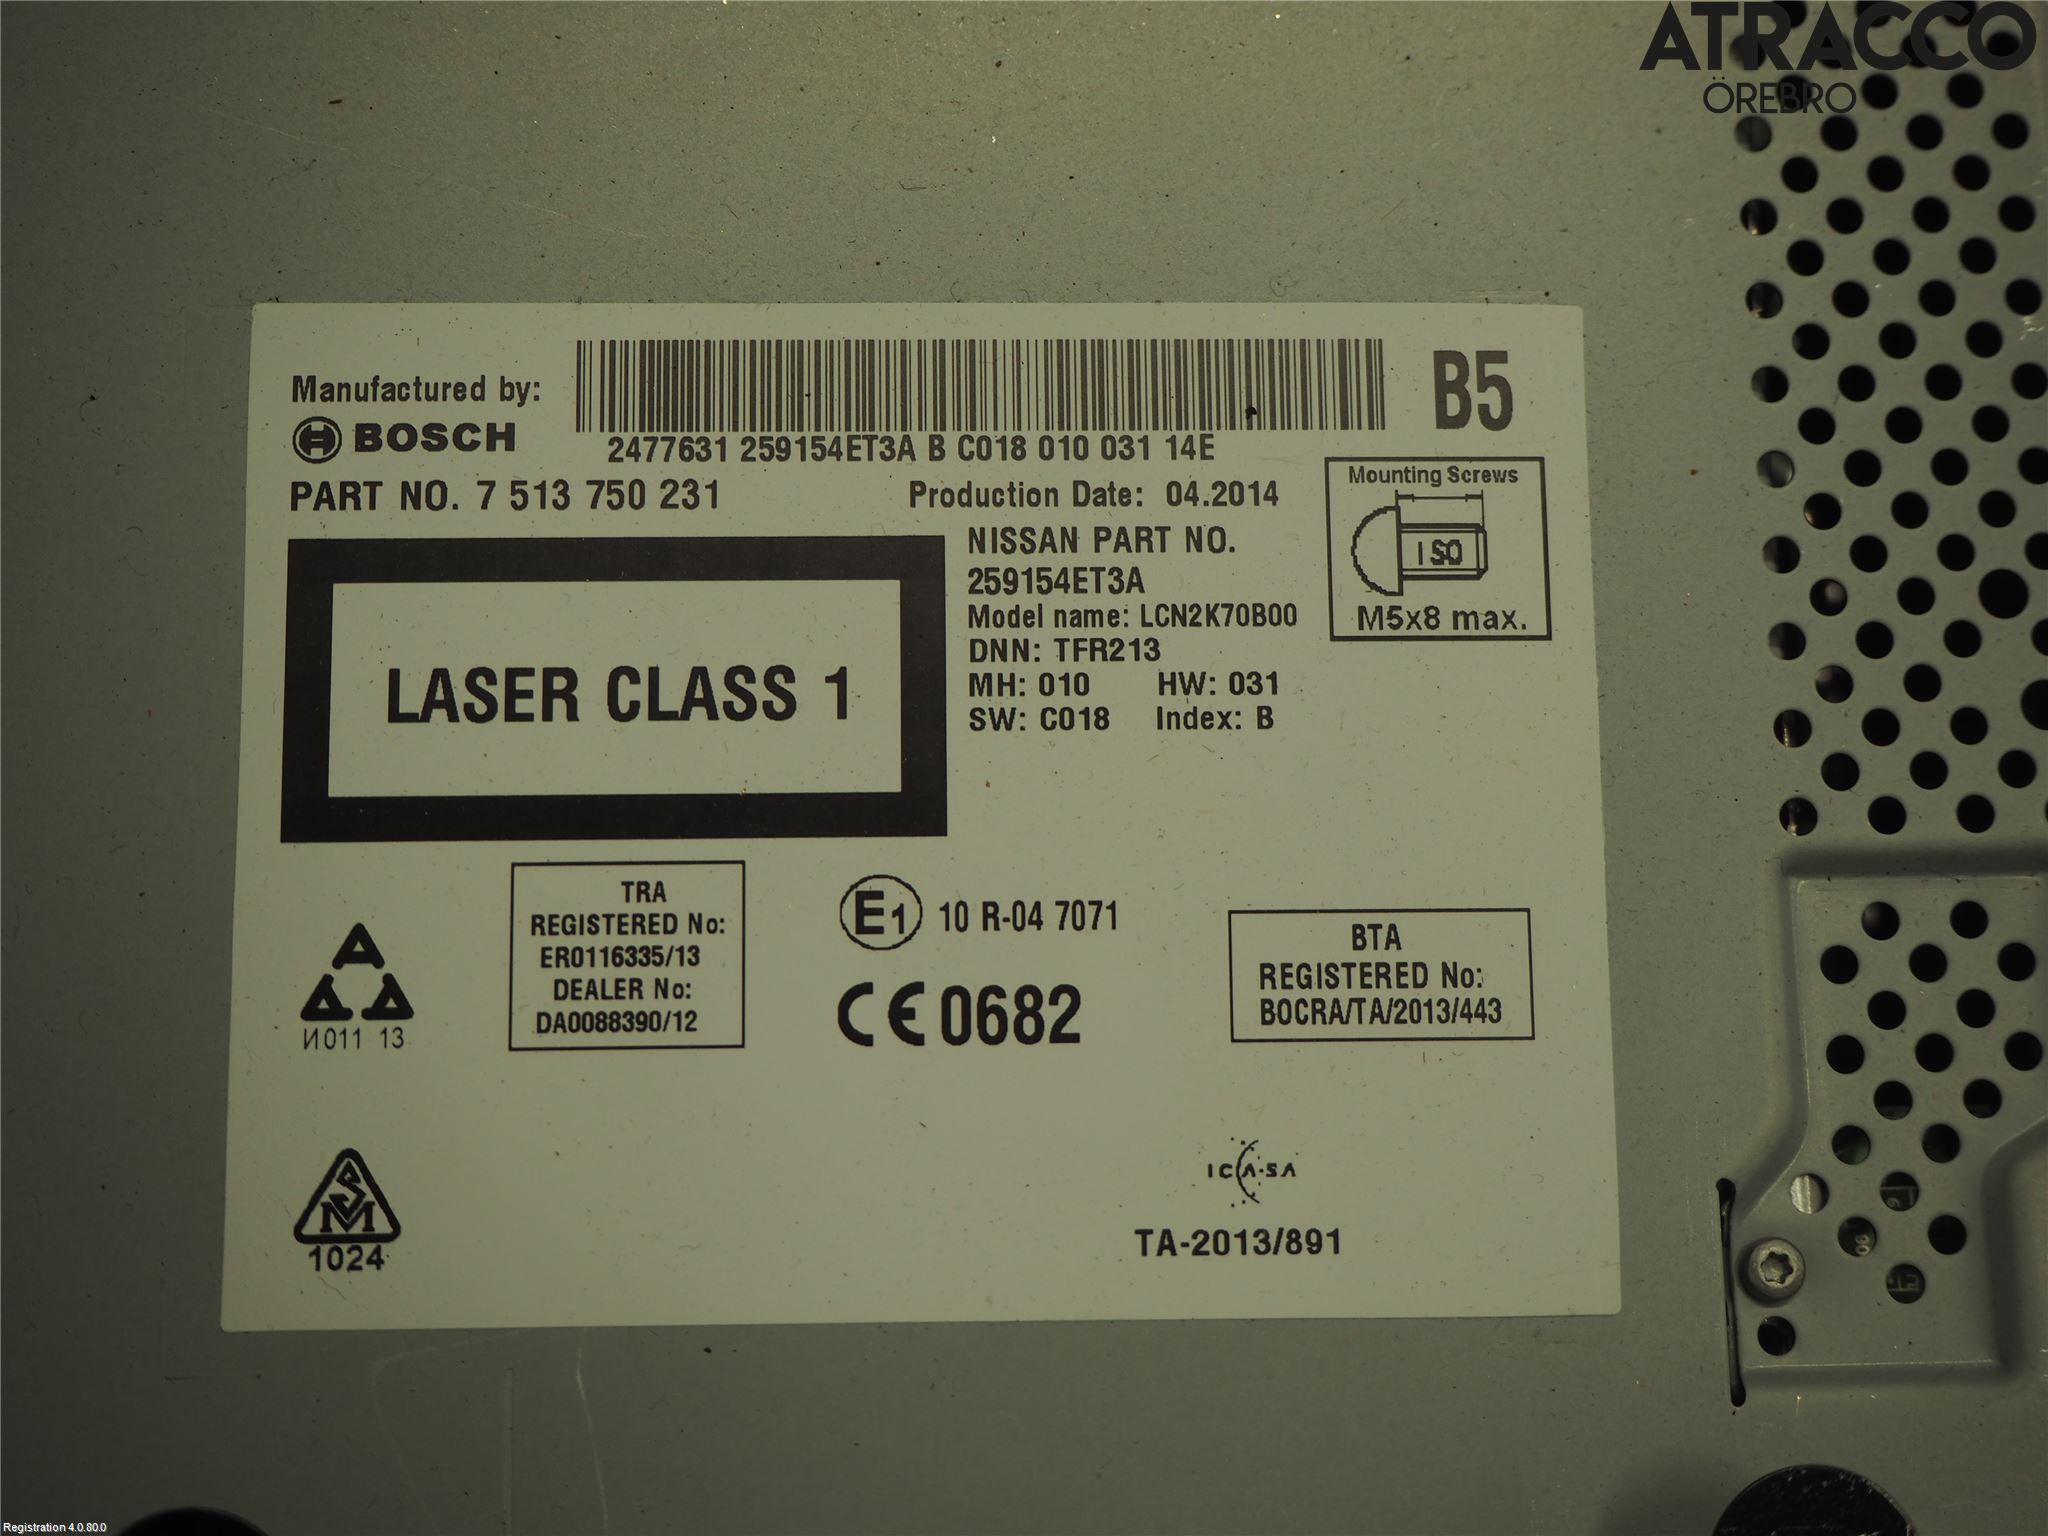 ATRACCO
ÖREBRO
Manufactured by:
BOSCH
2477631 259154ET3A B C018 010 031 14E
B5
PART NO. 7 513 750 231
Production Date: 04.2014
Mounting Screws
ISO
M5x8 max.
NISSAN PART NO.
259154ET3A
Model name: LCN2K70B00
DNN: TFR213
MH: 010 HW: 031
SW: C018 Index: B
LASER CLASS 1
TRA
REGISTERED No:
ER0116335/13
DEALER No:
DA0088390/12
E1 10 R-04 7071
CE 0682
BTA
REGISTERED No:
BOCRA/TA/2013/443
И011 13
SM
1024
ICASA
TA-2013/891
Registration 4.0.80.0